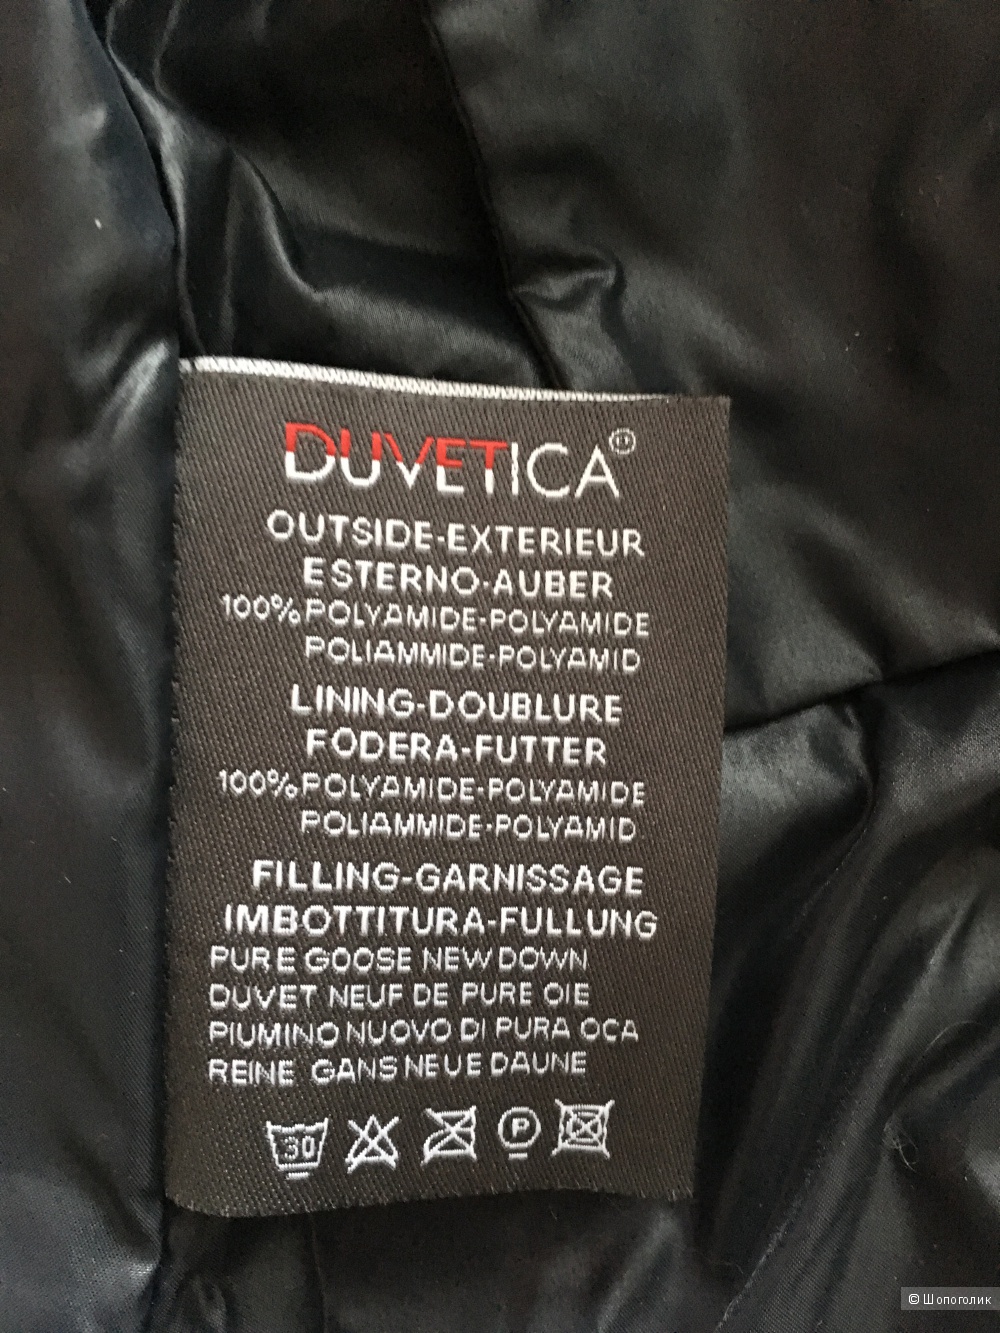 DUVETICA®
OUTSIDE-EXTERIEUR
ESTERNO-AUBER
100%POLYAMIDE-POLYAMIDE
POLIAMMIDE-POLYAMID
LINING-DOUBLURE
FODERA-FUTTER
100%POLYAMIDE-POLYAMIDE
POLIAMMIDE-POLYAMID
FILLING-GARNISSAGE
IMBOTTITURA-FULLUNG
PURE GOOSE NEW DOWN
DUVET NEUF DE PURE OIE
PIUMINO NUOVO DI PURA OCA
REINE GANS NEUE DAUNE
30 P
© Шопоголик